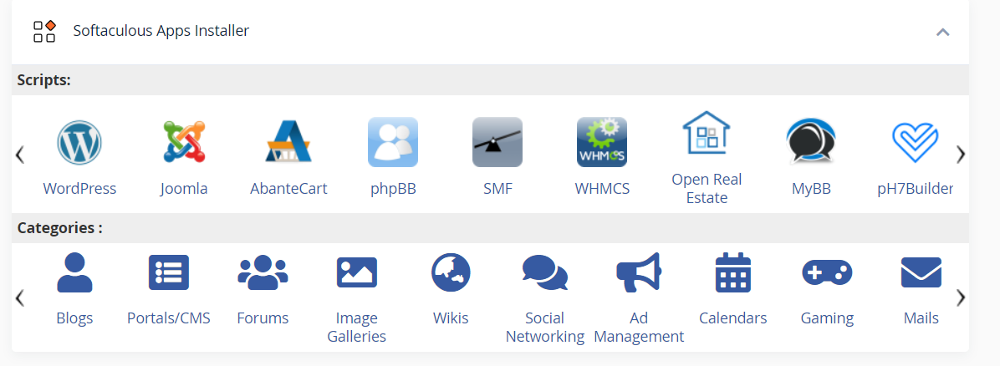 Softaculous Apps Installer
Scripts:
WordPress
Joomla
AbanteCart
phpBB
SMF
WHMCS
WHMCS
Open Real
Estate
MyBB
pH7Builder
Categories :
Blogs
Portals/CMS
Forums
Image
Galleries
Wikis
Social
Networking
Ad
Management
Calendars
Gaming
Mails